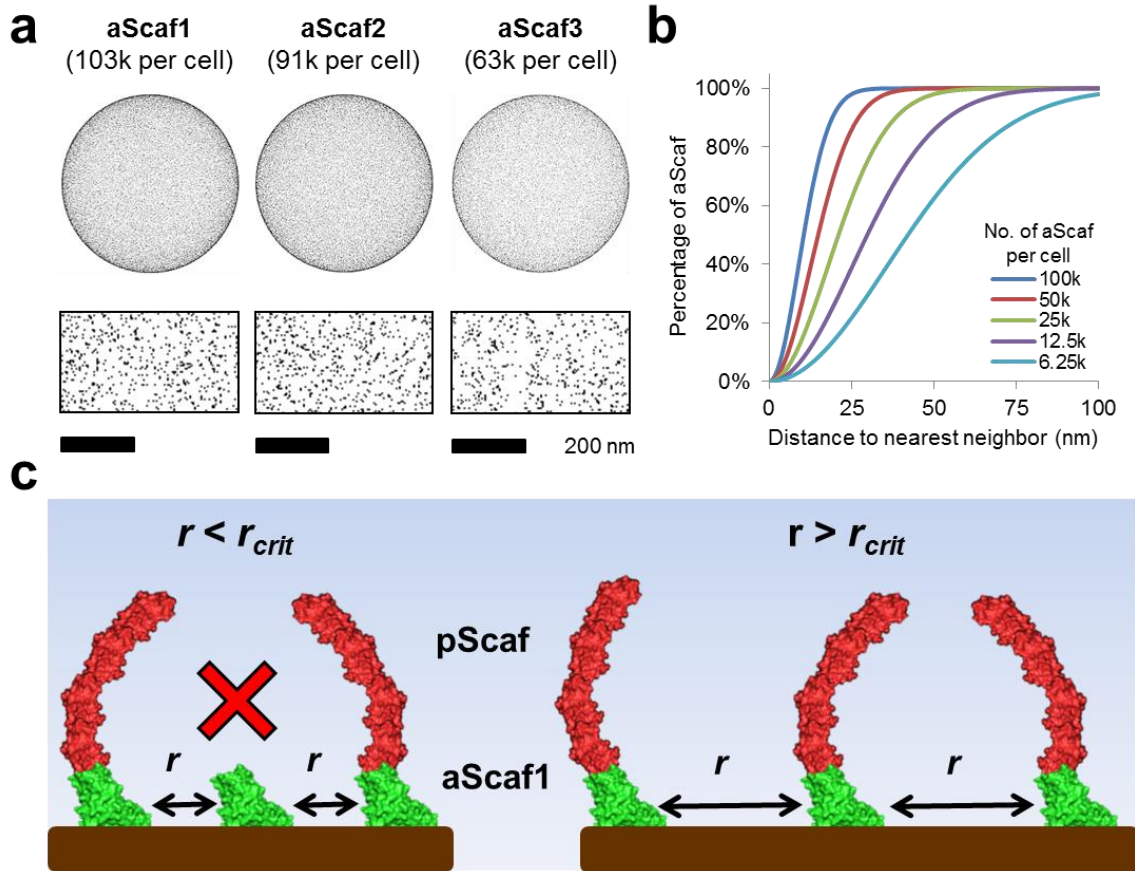 a
aScaf1 aScaf2 aScaf3
(103k per cell) (91k per cell) (63k per cell)
200 nm
b
100%
80%
60%
40%
20%
0%
Percentage of aScaf
No. of aScaf
per cell
100k
50k
25k
12.5k
6.25k
0 25 50 75 100
Distance to nearest neighbor (nm)
c
r < rcrit
r > rcrit
pScaf
aScaf1
r r r r